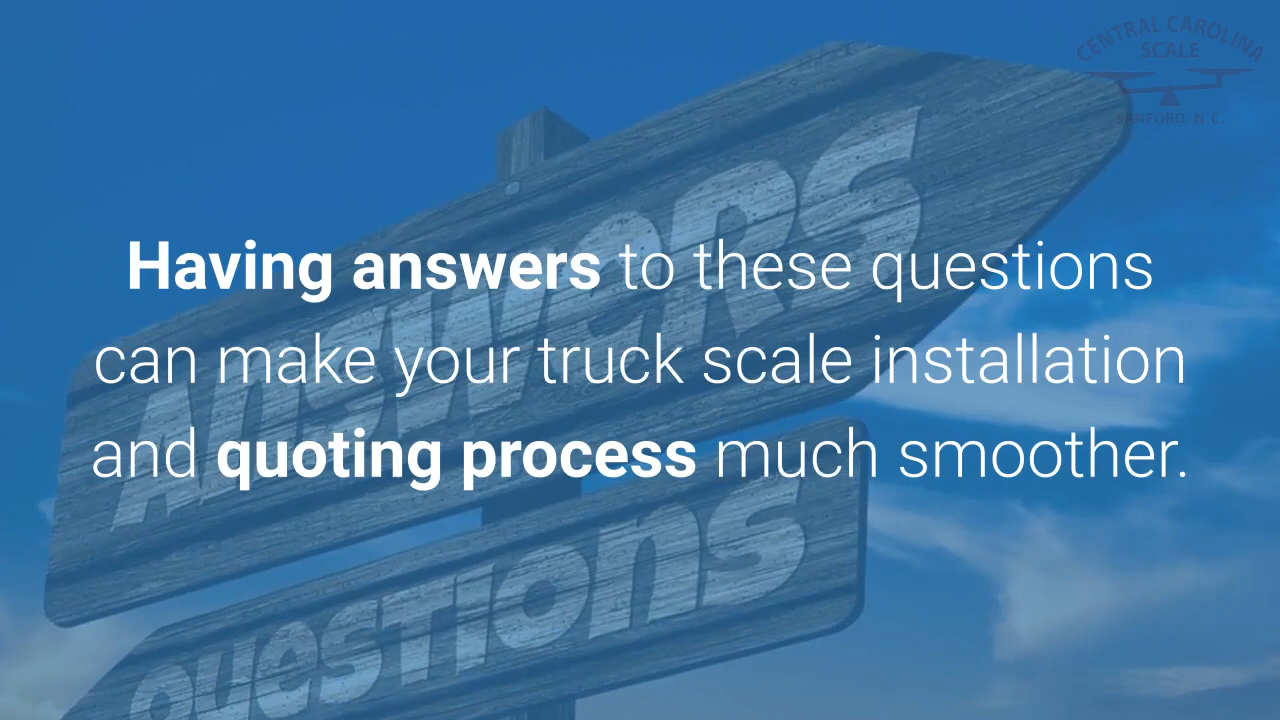 CENTRAL CAROLINA
SCALE
SANFORD, N.C.
ANSWERS
Having answers to these questions
can make your truck scale installation
and quoting process much smoother.
QUESTIONS